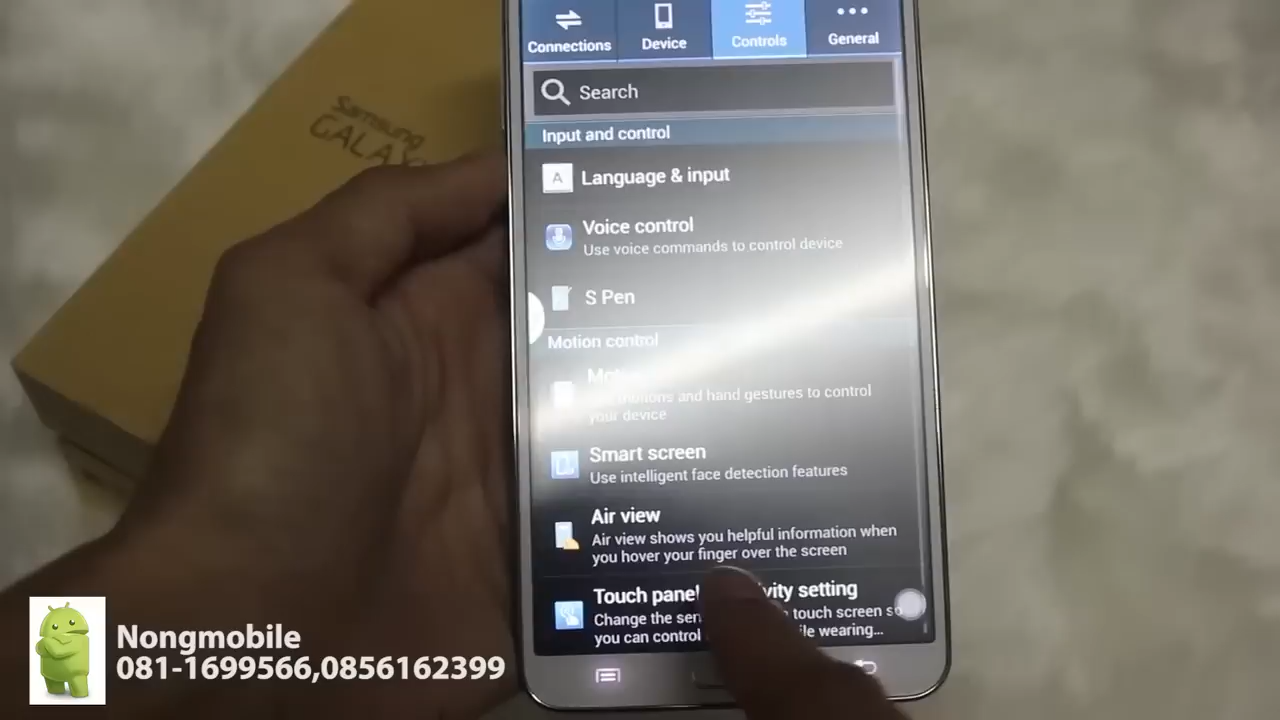 Samsung
GALAXY
Connections
Device
Controls
General
Search
Input and control
Language & input
Voice control
Use voice commands to control device
S Pen
Motion control
motions and hand gestures to control
your device
Smart screen
Use intelligent face detection features
Air view
Air view shows you helpful information when
you hover your finger over the screen
Touch panel setting
Change the touch screen so
you can control wearing...
Nongmobile
081-1699566,0856162399